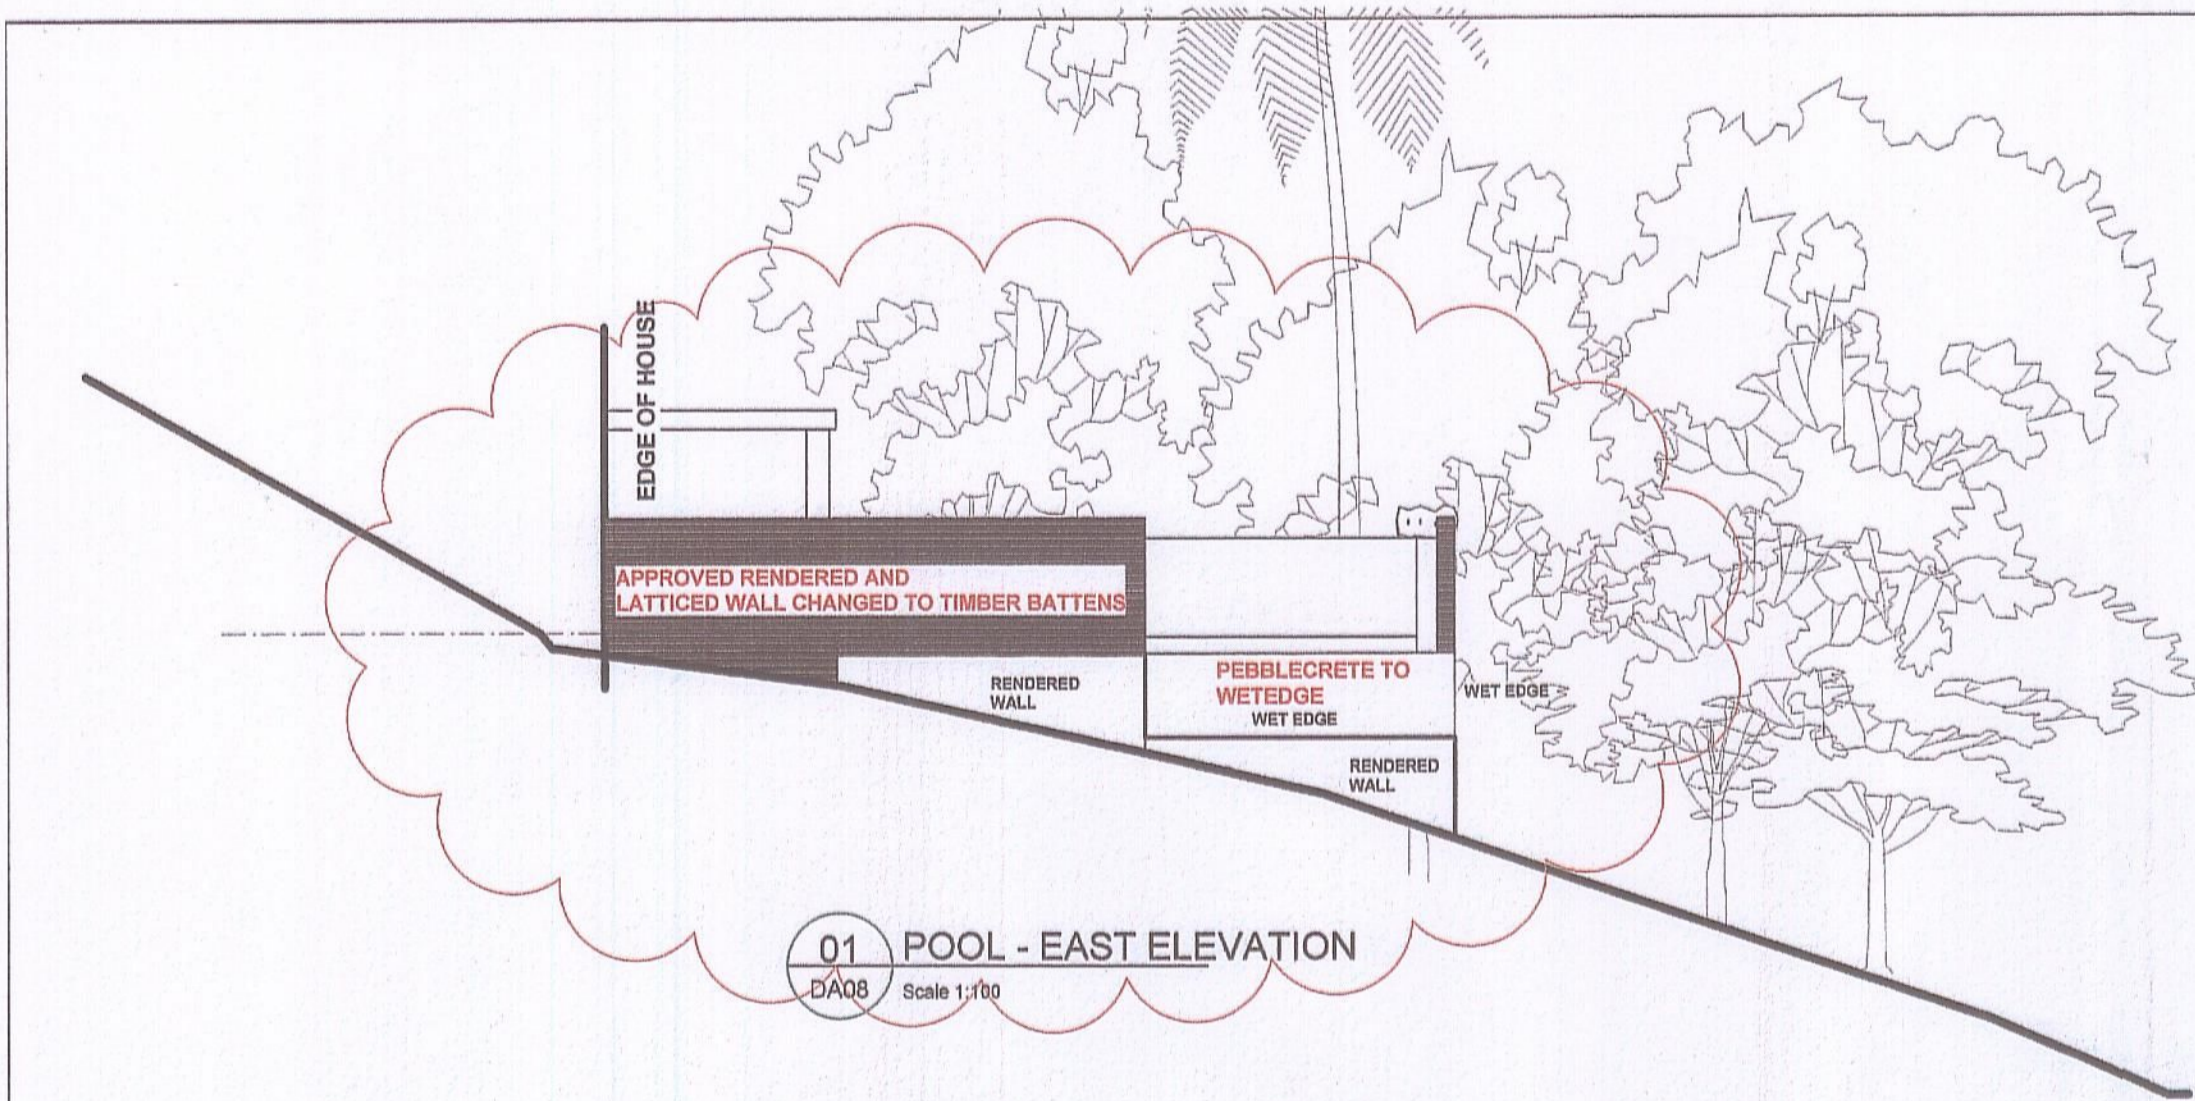 EDGE OF HOUSE
APPROVED RENDERED AND
LATTICED WALL CHANGED TO TIMBER BATTENS
RENDERED
WALL
PEBBLECRETE TO
WETEDGE
WET EDGE
WET EDGE
RENDERED
WALL
01
DA08
POOL - EAST ELEVATION
Scale 1:100